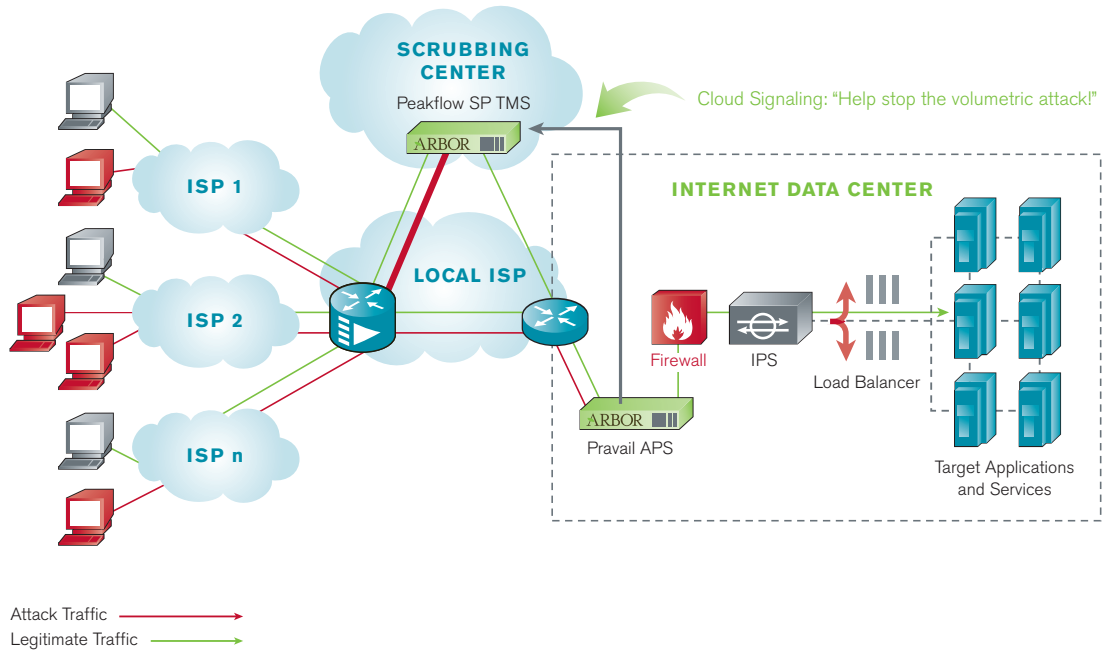 SCRUBBING
CENTER
Peakflow SP TMS
ARBOR
Cloud Signaling: “Help stop the volumetric attack!”
ISP 1
INTERNET DATA CENTER
LOCAL ISP
ISP 2
Firewall
IPS
Load Balancer
ARBOR
Pravail APS
ISP n
Target Applications
and Services
Attack Traffic
Legitimate Traffic